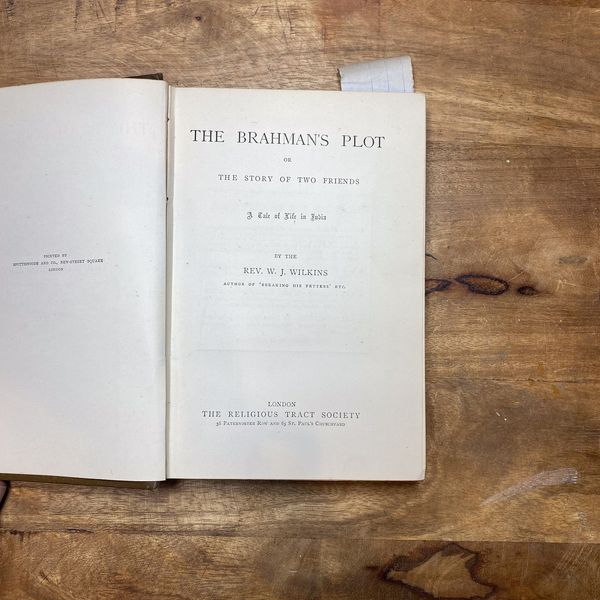 PRINTED BY
SPOTTISWOODE AND CO., NEW-STREET SQUARE
LONDON
THE BRAHMAN'S PLOT
OR
THE STORY OF TWO FRIENDS
A Tale of Life in India
BY THE
REV. W. J. WILKINS
AUTHOR OF 'BREAKING HIS FETTERS' ETC.
LONDON
THE RELIGIOUS TRACT SOCIETY
56 Paternoster Row and 65 St. Paul's Churchyard